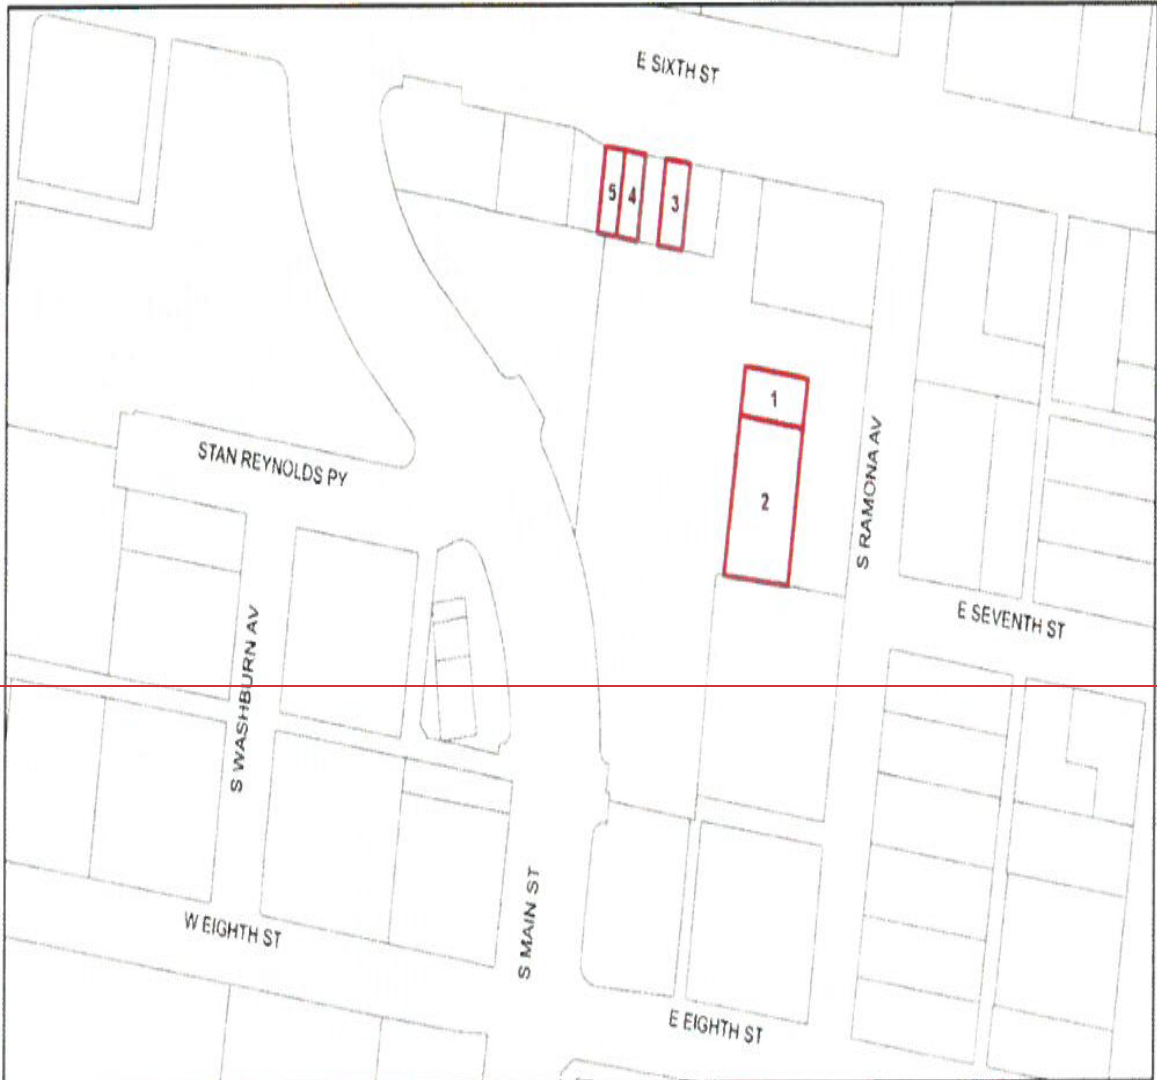 E SIXTH ST
5
4
3
1
2
S RAMONA AV
STAN REYNOLDS PY
E SEVENTH ST
S WASHBURN AV
W EIGHTH ST
S MAIN ST
E EIGHTH ST